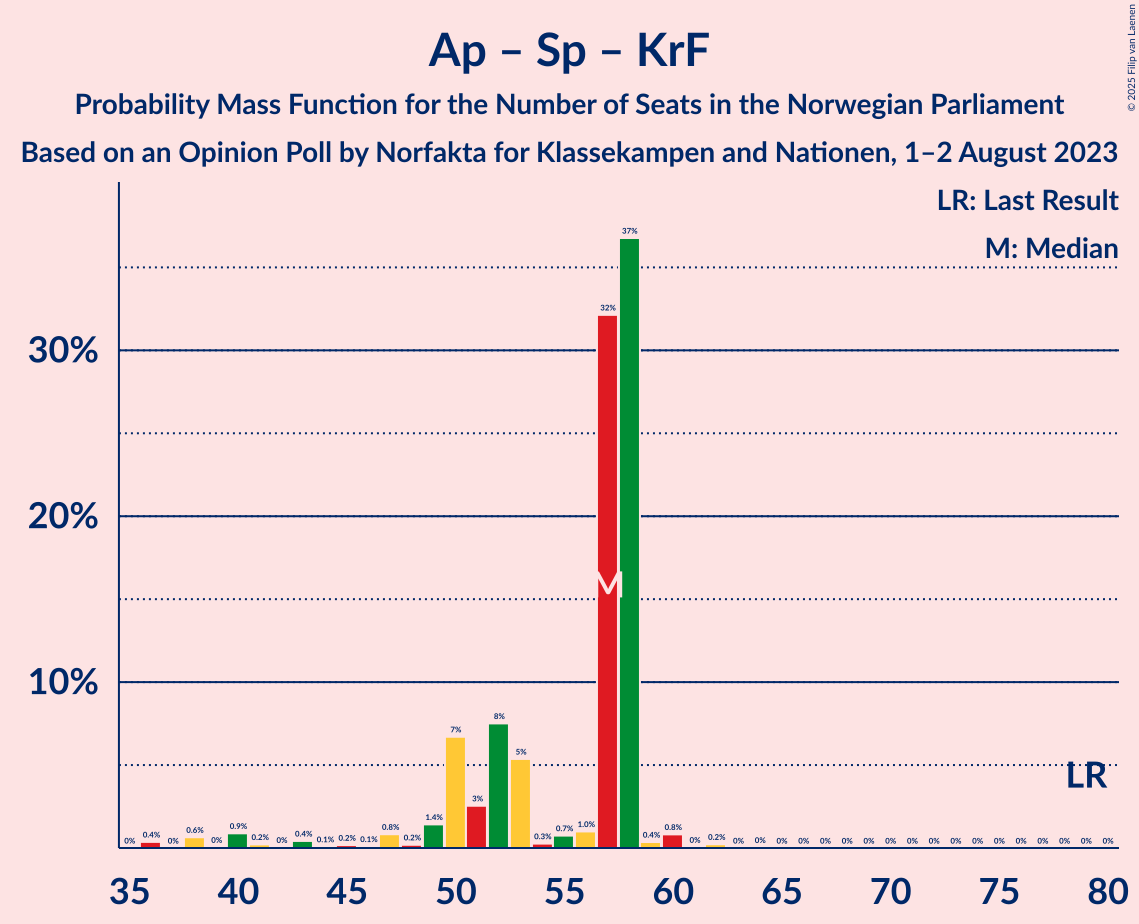 Ap – Sp – KrF
Probability Mass Function for the Number of Seats in the Norwegian Parliament
Based on an Opinion Poll by Norfakta for Klassekampen and Nationen, 1–2 August 2023
© 2025 Filip van Laenen
LR: Last Result
M: Median
30%
20%
10%
0% 0.4% 0% 0.6% 0% 0.9% 0.2% 0% 0.4% 0.1% 0.2% 0.1% 0.8% 0.2% 1.4% 7% 3% 8% 5% 0.3% 0.7% 1.0% 32% 37% 0.4% 0.8% 0% 0.2% 0% 0% 0% 0% 0% 0% 0% 0% 0% 0% 0% 0% 0% 0% 0% 0% 0% 0%
M
LR
35 40 45 50 55 60 65 70 75 80